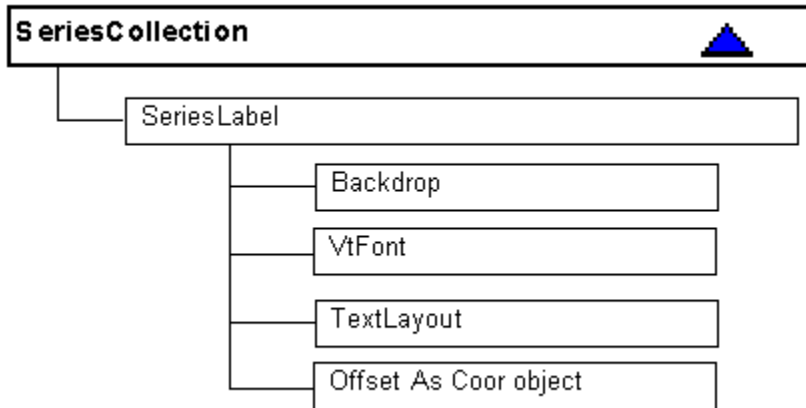 SeriesCollection
SeriesLabel
Backdrop
VtFont
TextLayout
Offset As Coor object